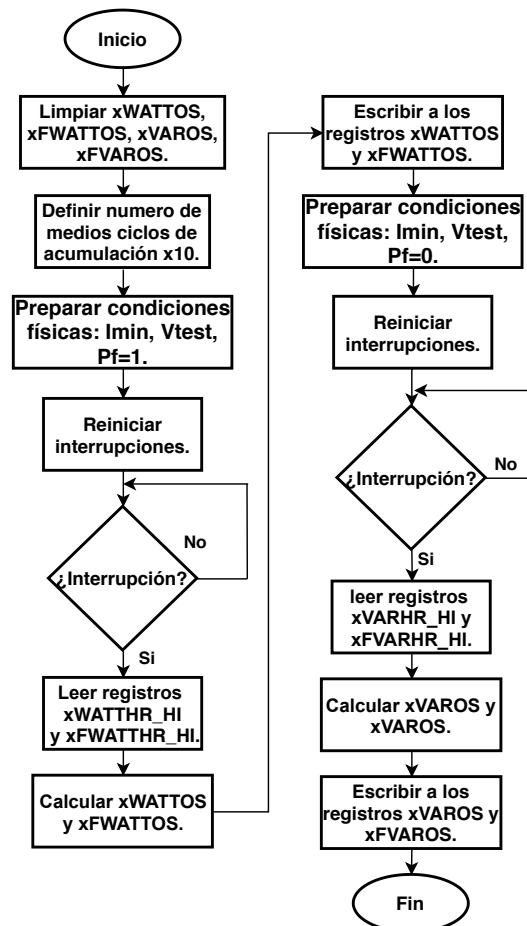 Inicio
Limpiar xWATTOS,
xFWATTOS, xVAROS,
xFVAROS.
Definir numero de
medios ciclos de
acumulación x10.
Preparar condiciones
físicas: Imin, Vtest,
Pf=1.
Reiniciar
interrupciones.
¿Interrupción?
No
Si
Leer registros
xWATTHR_HI
y xFWATTHR_HI.
Calcular xWATTOS
y xFWATTOS.
Escribir a los
registros xWATTOS
y xFWATTOS.
Preparar condiciones
físicas: Imin, Vtest,
Pf=0.
Reiniciar
interrupciones.
¿Interrupción?
No
Si
leer registros
xVARHR_HI y
xFVARHR_HI.
Calcular xVAROS y
xVAROS.
Escribir a los
registros xVAROS y
xFVAROS.
Fin